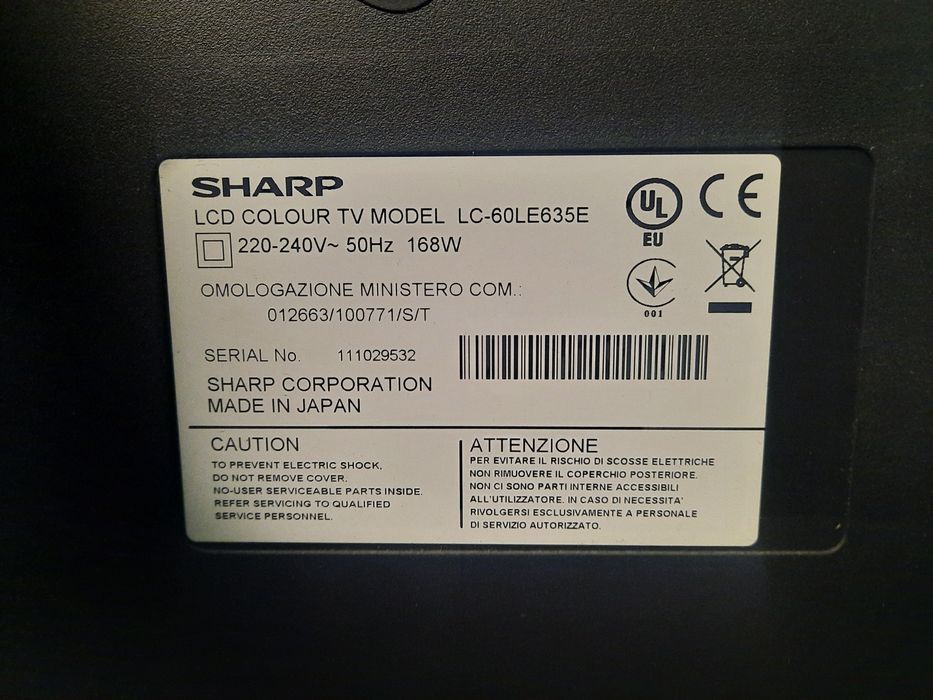 SHARP
LCD COLOUR TV MODEL LC-60LE635E
220-240V~ 50Hz 168W
OMOLOGAZIONE MINISTERO COM.:
012663/100771/S/T
SERIAL No. 111029532
SHARP CORPORATION
MADE IN JAPAN
UL
EU
CE
001
CAUTION
TO PREVENT ELECTRIC SHOCK,
DO NOT REMOVE COVER.
NO-USER SERVICEABLE PARTS INSIDE.
REFER SERVICING TO QUALIFIED
SERVICE PERSONNEL.
ATTENZIONE
PER EVITARE IL RISCHIO DI SCOSSE ELETTRICHE
NON RIMUOVERE IL COPERCHIO POSTERIORE.
NON CI SONO PARTI INTERNE ACCESSIBILI
ALL'UTILIZZATORE. IN CASO DI NECESSITA'
RIVOLGERSI ESCLUSIVAMENTE A PERSONALE
DI SERVIZIO AUTORIZZATO.